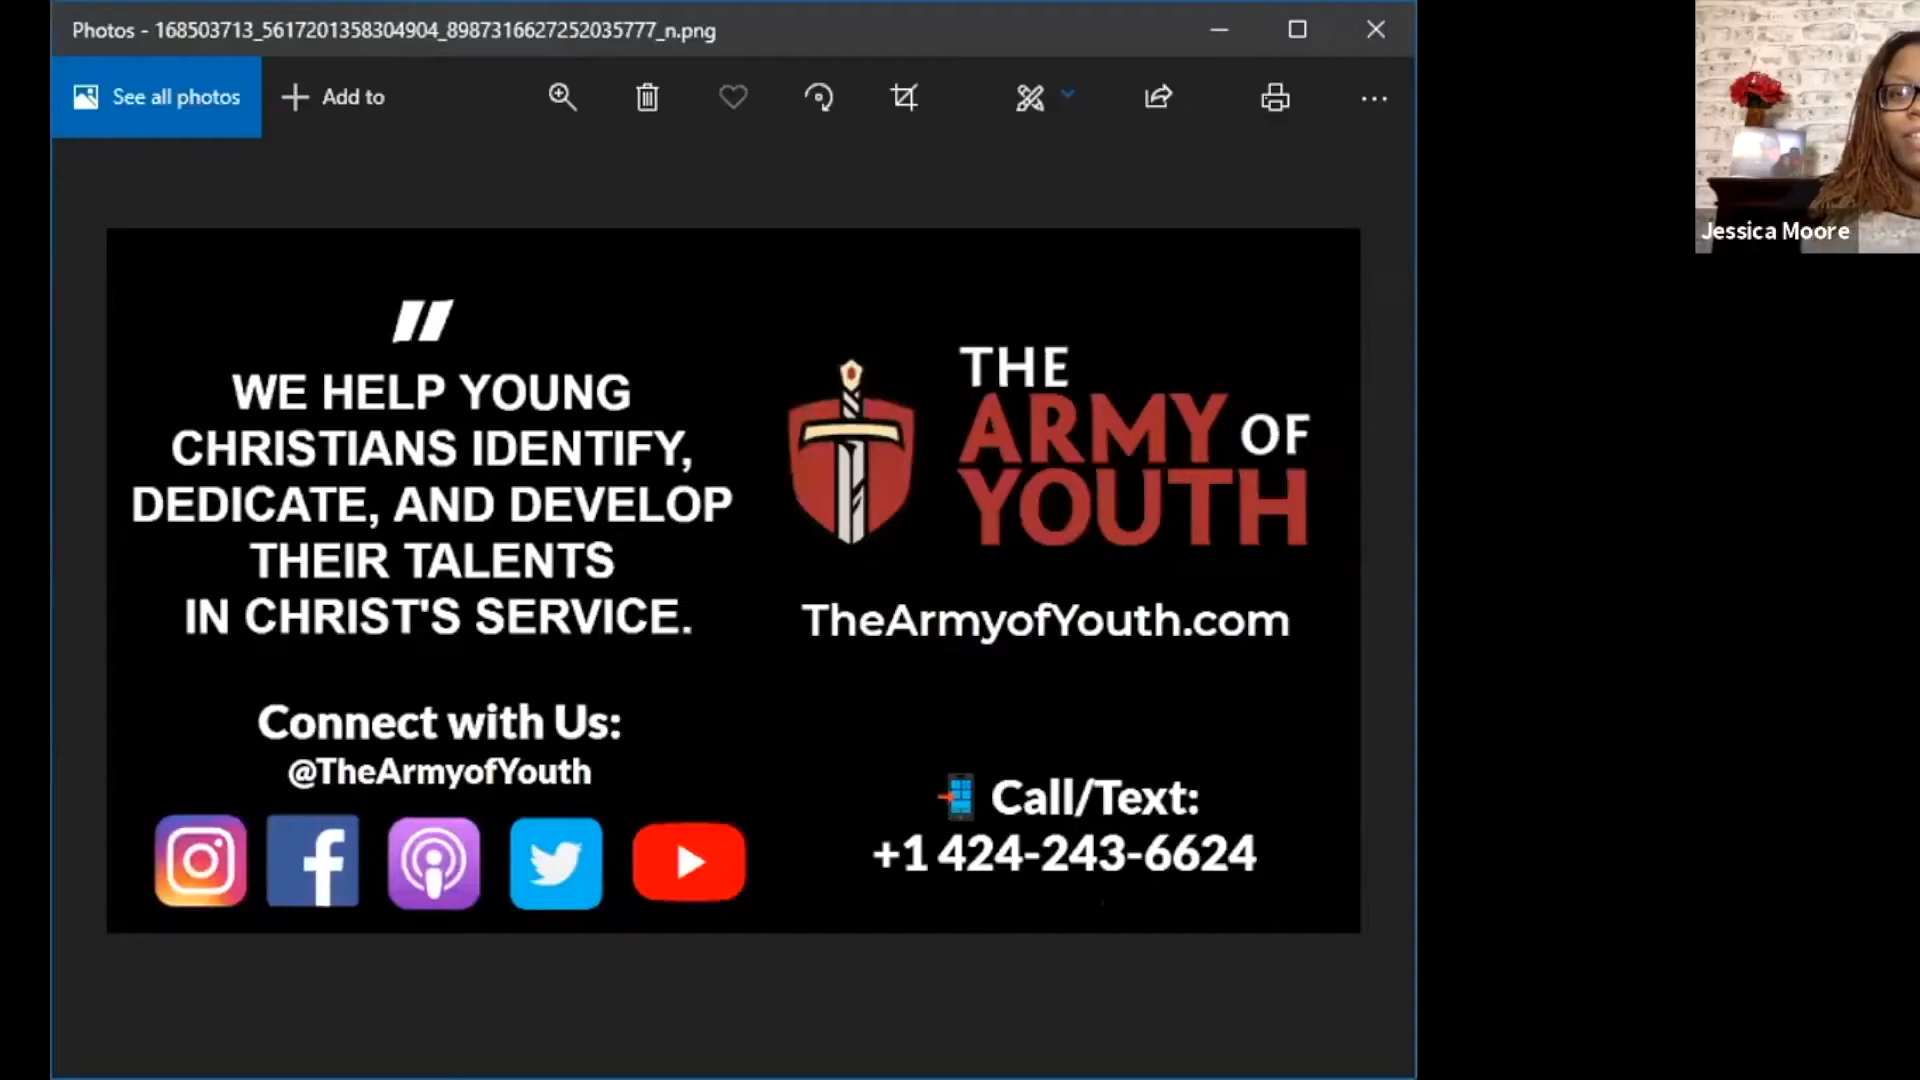 Photos - 168503713_5617201358304904_8987316627252035777_n.png
See all photos
Add to
Jessica Moore
"
WE HELP YOUNG
CHRISTIANS IDENTIFY,
DEDICATE, AND DEVELOP
THEIR TALENTS
IN CHRIST'S SERVICE.
Connect with Us:
@TheArmyofYouth
THE
ARMY OF
YOUTH
TheArmyofYouth.com
Call/Text:
+1 424-243-6624